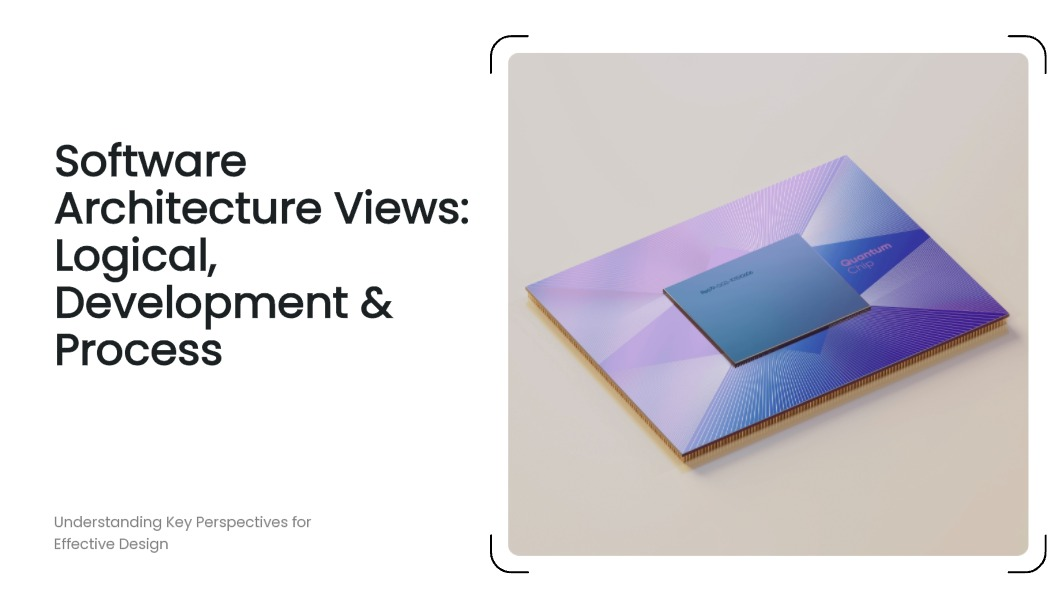 Software
Architecture Views:
Logical,
Development &
Process
Understanding Key Perspectives for
Effective Design
Quantum
Chip